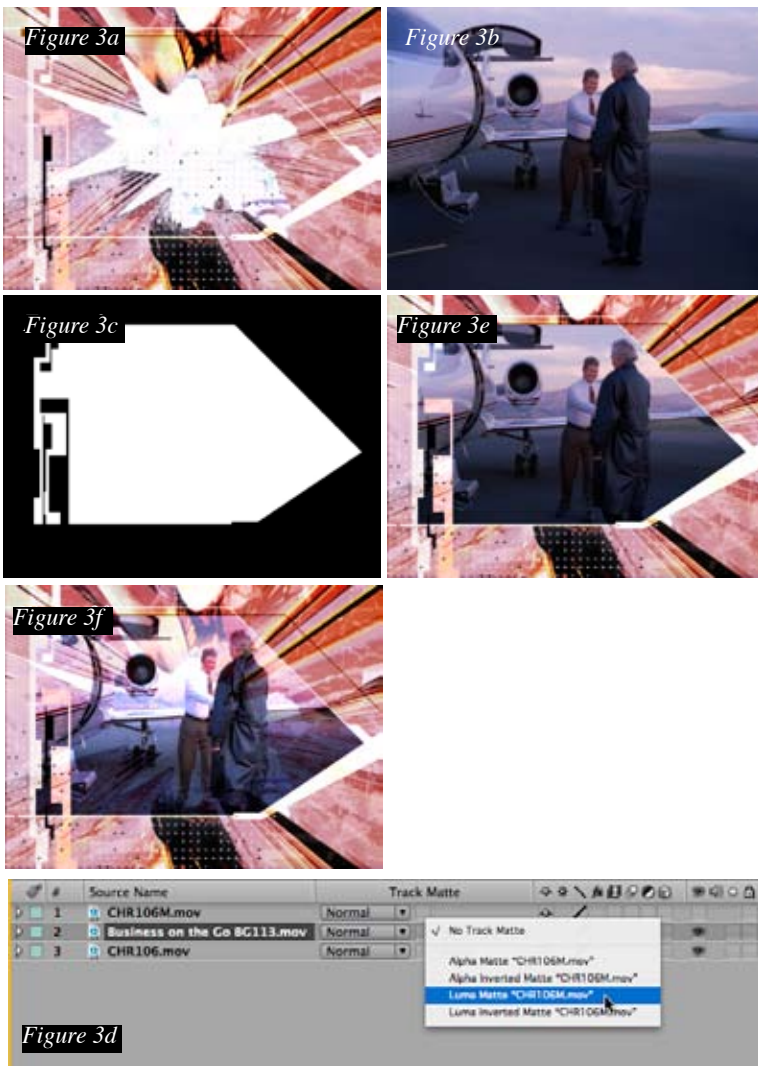 Figure 3a
Figure 3b
Figure 3c
Figure 3e
Figure 3f
# Source Name Track Matte
1 CHR106M.mov Normal
2 Business on the Go BG113.mov Normal
3 CHR106.mov Normal
✓ No Track Matte
Alpha Matte "CHR106M.mov"
Alpha Inverted Matte "CHR106M.mov"
Luma Matte "CHR106M.mov"
Luma Inverted Matte "CHR106M.mov"
Figure 3d